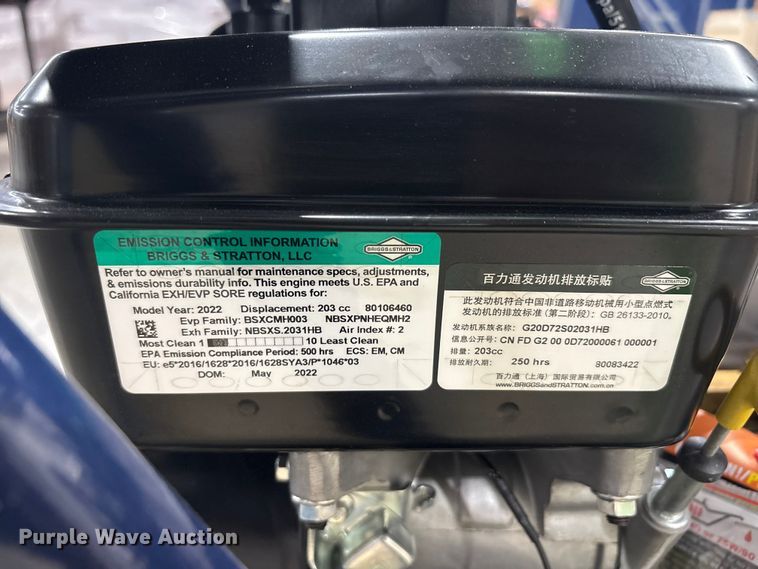 EMISSION CONTROL INFORMATION
BRIGGS & STRATTON, LLC
BRIGGS&STRATTON
Refer to owner's manual for maintenance specs, adjustments,
& emissions durability info. This engine meets U.S. EPA and
California EXH/EVP SORE regulations for:
Model Year: 2022 Displacement: 203 cc 80106460
Evp Family: BSXCMH003 NBSXPNHEQMH2
Exh Family: NBSXS.2031HB Air Index #: 2
Most Clean 1 10 Least Clean
EPA Emission Compliance Period: 500 hrs ECS: EM, CM
EU: e5*2016/1628*2016/1628SYA3/P*1046*03
DOM: May 2022
百力通发动机排放标贴
BRIGGS&STRATTON
此发动机符合中国非道路移动机械用小型点燃式
发动机的排放标准（第二阶段）: GB 26133-2010。
发动机系族名称: G20D72S02031HB
信息公开号: CN FD G2 00 0D72000061 000001
排量: 203cc
排放耐久期: 250 hrs 80083422
百力通（上海）国际贸易有限公司
www.BRIGGSandSTRATTON.com.cn
Purple Wave Auction